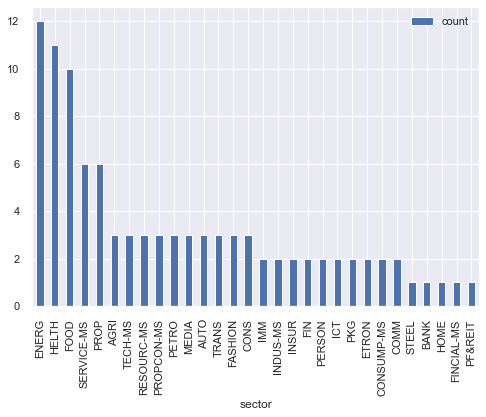 count
12
10
8
6
4
2
0
ENERG
HELTH
FOOD
SERVICE-MS
PROP
AGRI
TECH-MS
RESOURC-MS
PROPCON-MS
PETRO
MEDIA
AUTO
TRANS
FASHION
CONS
IMM
INDUS-MS
INSUR
FIN
PERSON
ICT
PKG
ETRON
CONSUMP-MS
COMM
STEEL
BANK
HOME
FINCIAL-MS
PF&REIT
sector